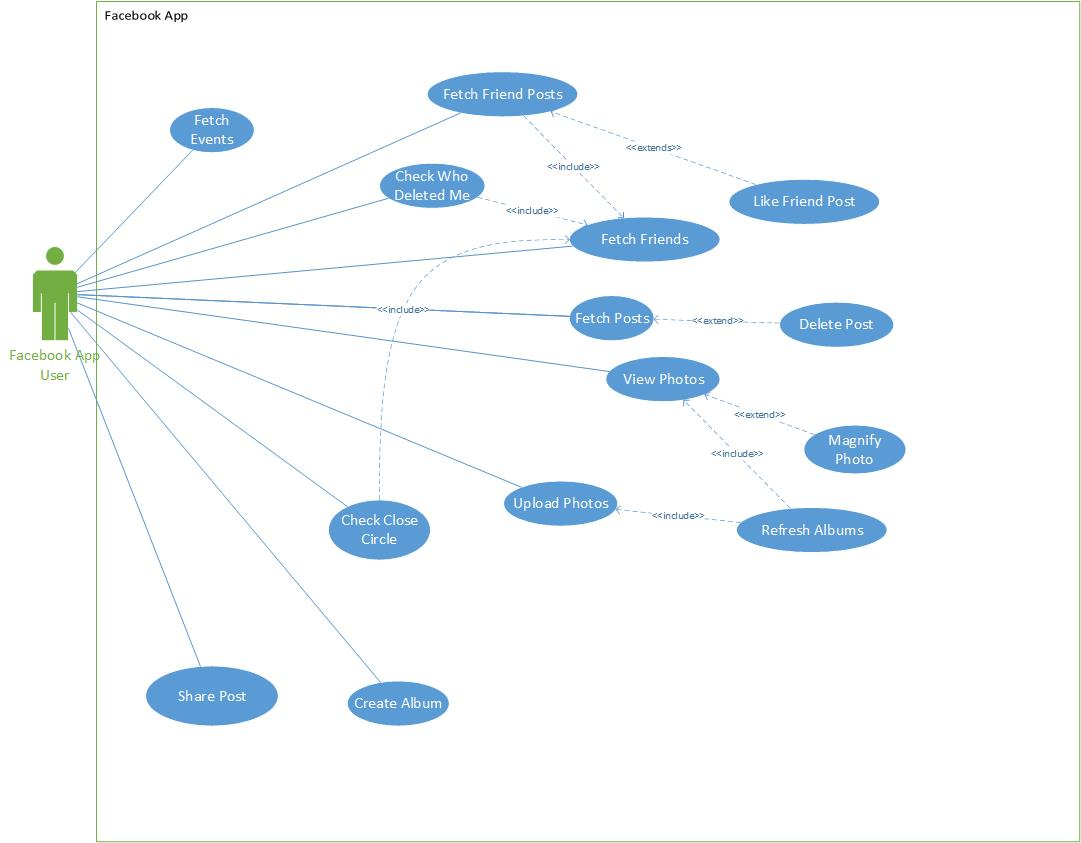 Facebook App
Fetch Friend Posts
Fetch
Events
<<extends>>
<<include>>
Check Who
Deleted Me
Like Friend Post
<<include>>
Fetch Friends
<<include>>
Fetch Posts
<<extend>>
Delete Post
Facebook App
User
View Photos
<<extend>>
Magnify
Photo
<<include>>
Upload Photos
<<include>>
Refresh Albums
Check Close
Circle
Share Post
Create Album